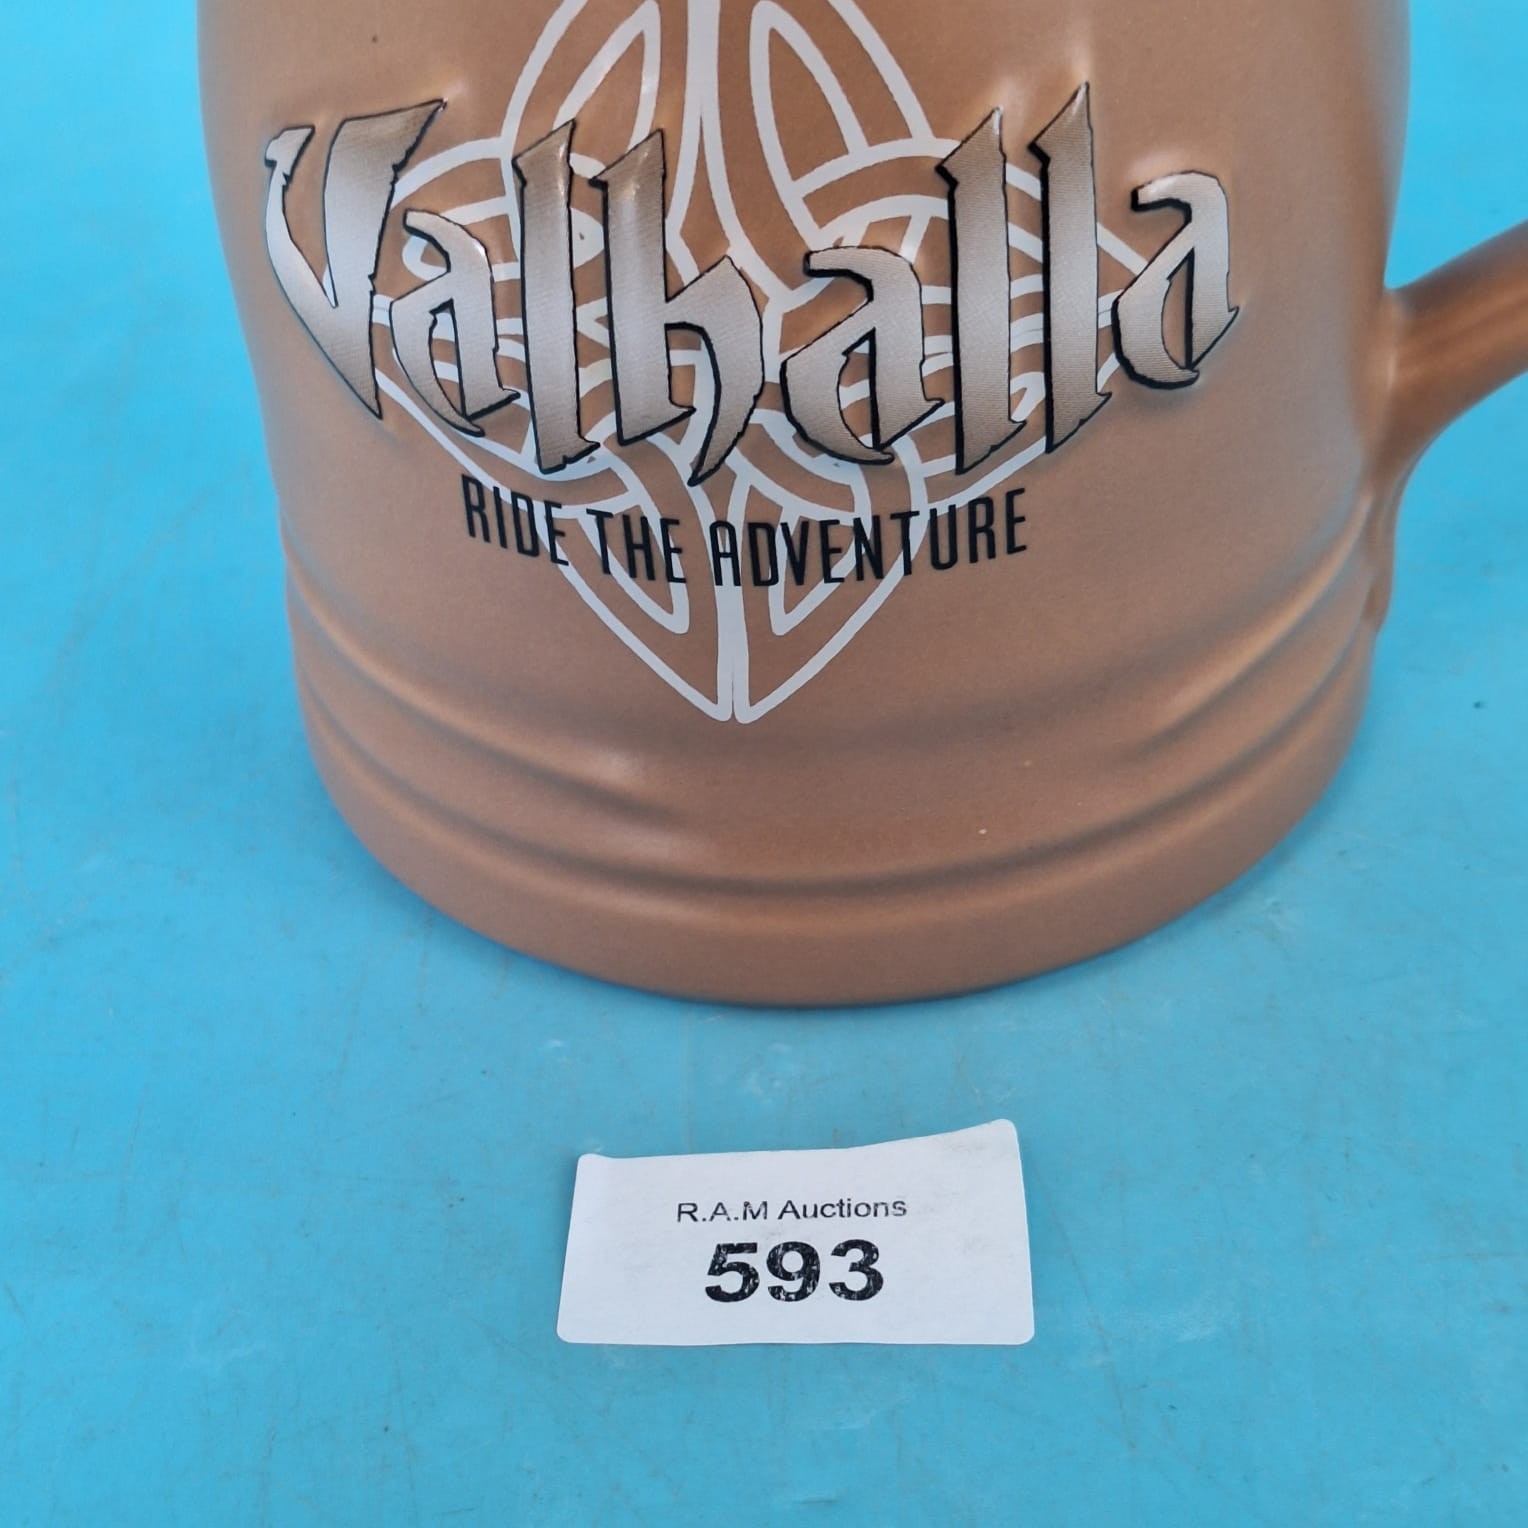 Valhalla
RIDE THE ADVENTURE
R.A.M Auctions
593